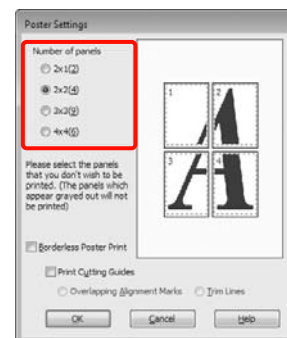 Poster Settings
Number of panels
2x1(2)
2x2(4)
3x3(9)
4x4(6)
1 2
3 4
Please select the panels
that you don't wish to be
printed. (The panels which
appear grayed out will not
be printed)
Borderless Poster Print
Print Cutting Guides
Overlapping Alignment Marks Trim Lines
OK Cancel Help